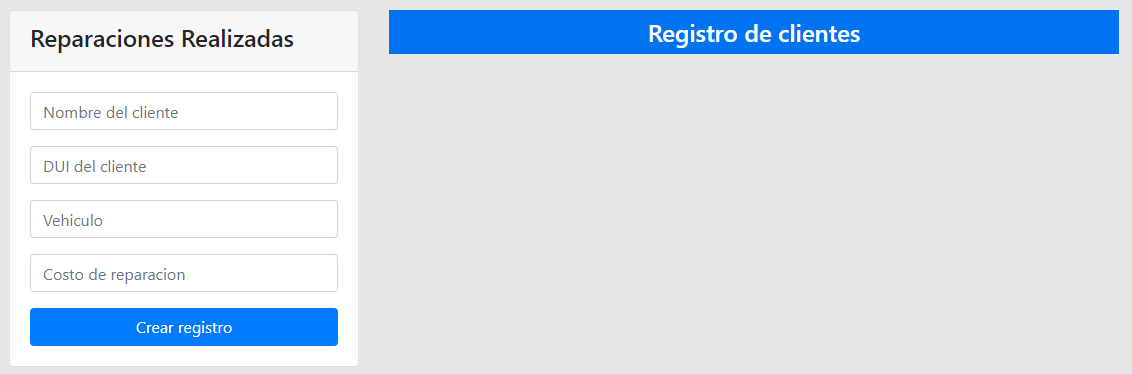 Reparaciones Realizadas
Nombre del cliente
DUI del cliente
Vehiculo
Costo de reparacion
Crear registro
Registro de clientes